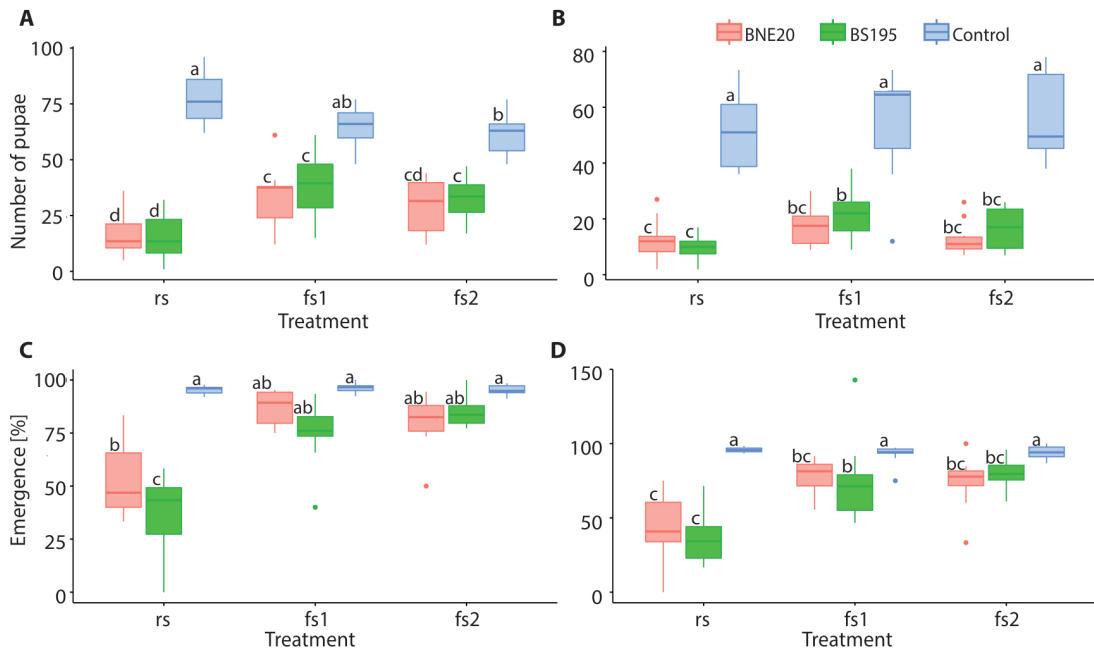 A
B
BNE20 BS195 Control
Number of pupae
100
75
50
25
0
a
ab
b
d
d
c
c
cd
c
rs fs1 fs2
Treatment
80
60
40
20
0
a
a
a
c
c
bc
b
bc
bc
rs fs1 fs2
Treatment
C
D
Emergence [%]
100
75
50
25
0
b
c
a
ab
ab
a
ab
ab
a
rs fs1 fs2
Treatment
150
100
50
0
c
c
a
bc
b
a
bc
bc
a
rs fs1 fs2
Treatment